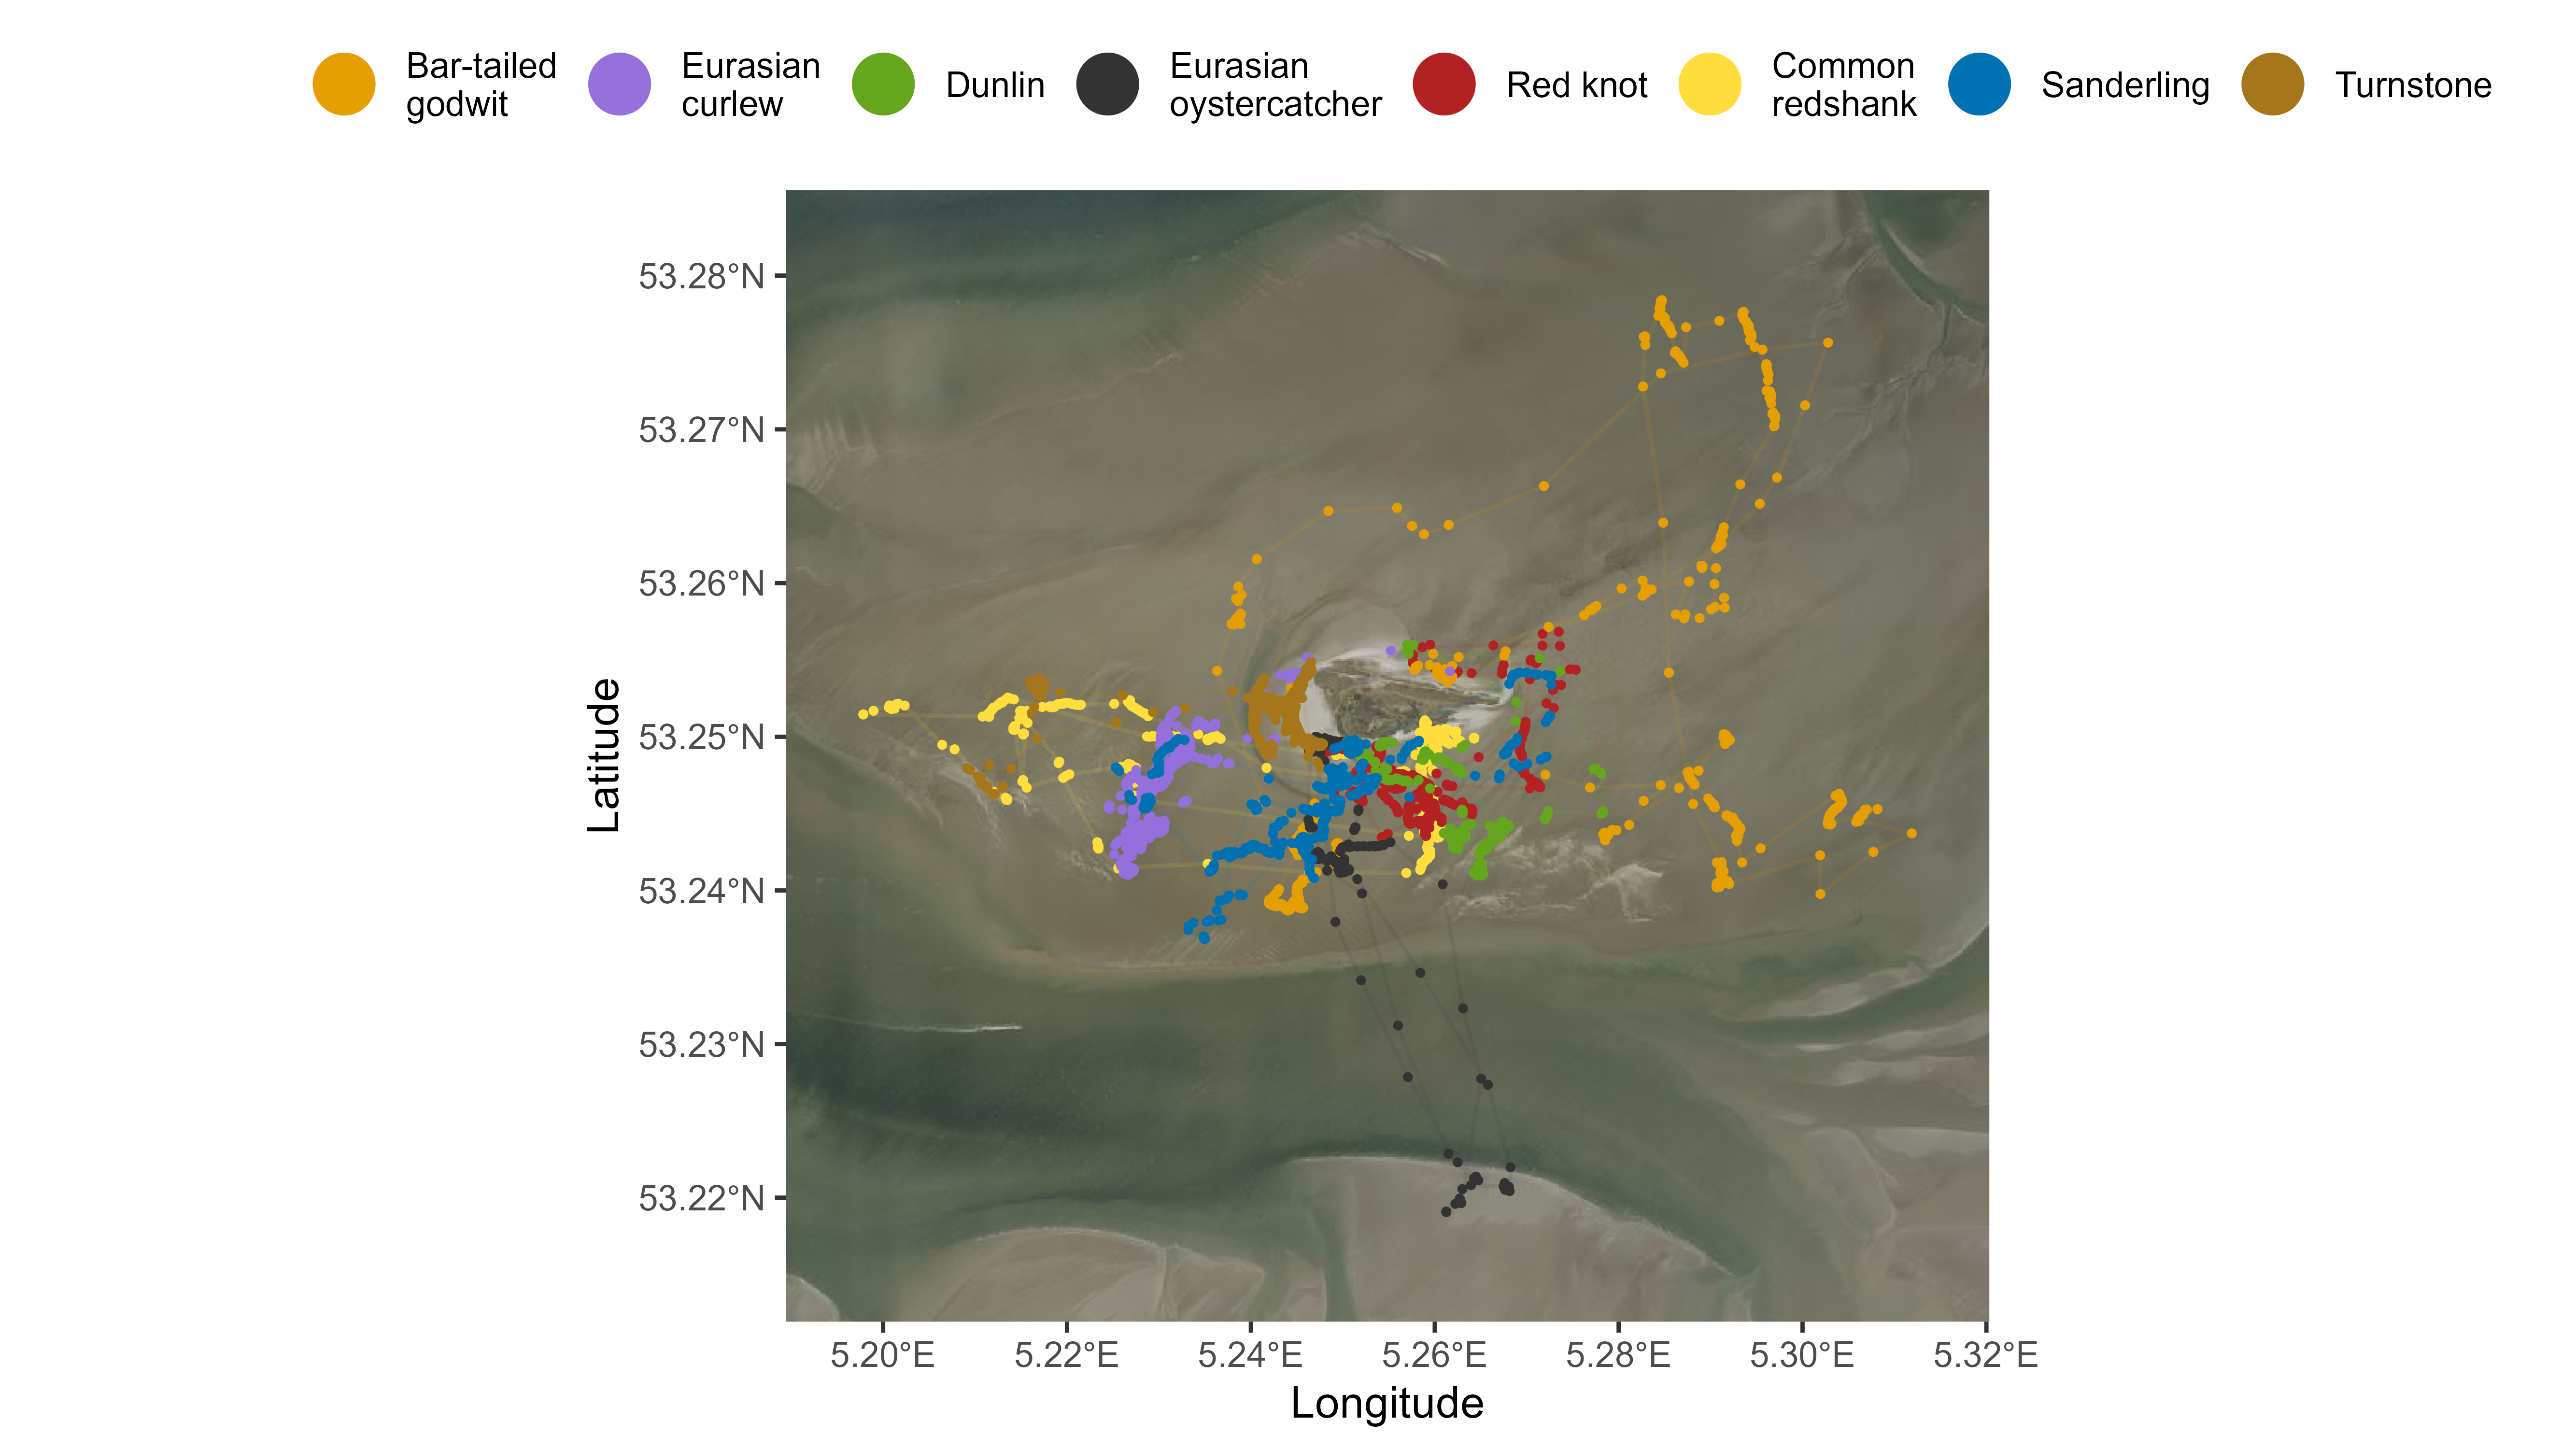 Bar-tailed
godwit
Eurasian
curlew
Dunlin
Eurasian
oystercatcher
Red knot
Common
redshank
Sanderling
Turnstone
53.28°N
53.27°N
53.26°N
53.25°N
53.24°N
53.23°N
53.22°N
Latitude
5.20°E
5.22°E
5.24°E
5.26°E
5.28°E
5.30°E
5.32°E
Longitude